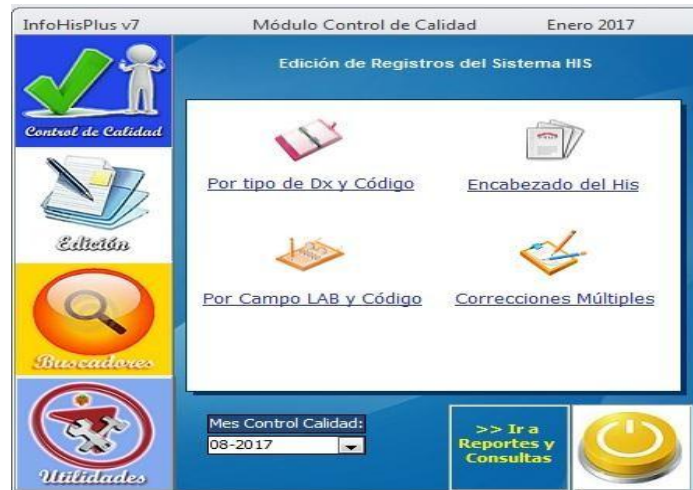 InfoHisPlus v7 Módulo Control de Calidad Enero 2017
Control de Calidad
Edición
Buscadores
Utilidades
Edición de Registros del Sistema HIS
Por tipo de Dx y Código
Encabezado del His
Por Campo LAB y Código
Correcciones Múltiples
Mes Control Calidad:
08-2017
>> Ir a
Reportes y
Consultas